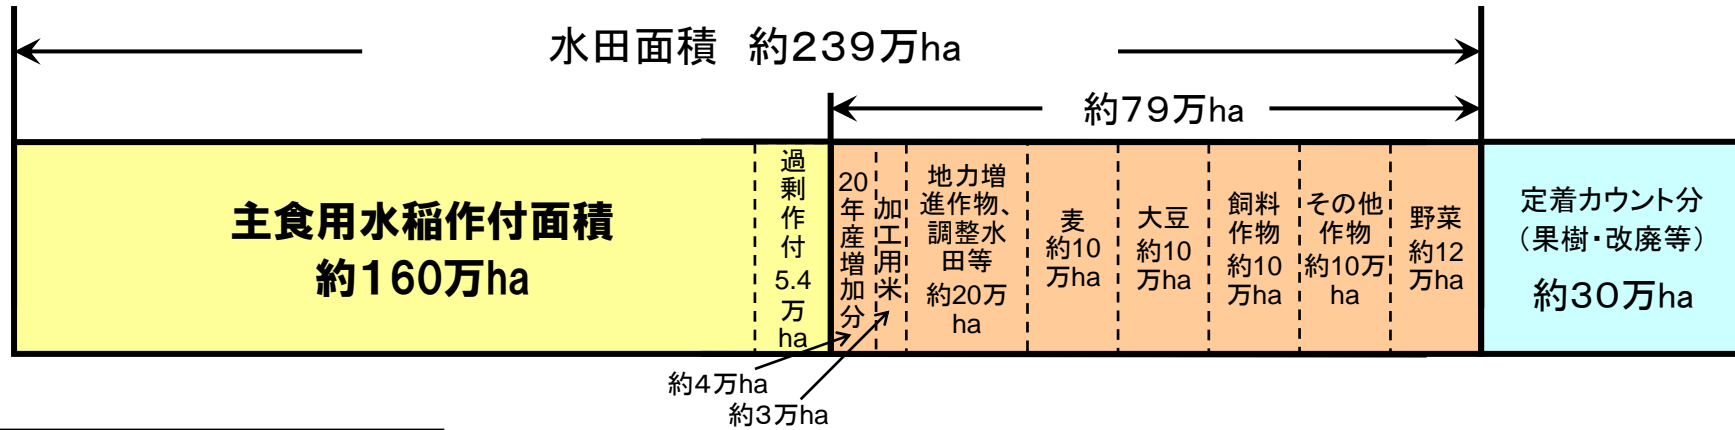 水田面積 約239万ha
約79万ha
主食用水稲作付面積
約160万ha
過剰作付
5.4
万
ha
20
年産増加分
加工用米
地力増
進作物、
調整水
田等
約20万
ha
麦
約10
万ha
大豆
約10
万ha
飼料
作物
約10
万ha
その他
作物
約10万
ha
野菜
約12
万ha
定着カウント分
（果樹・改廃等）
約30万ha
約4万ha
約3万ha